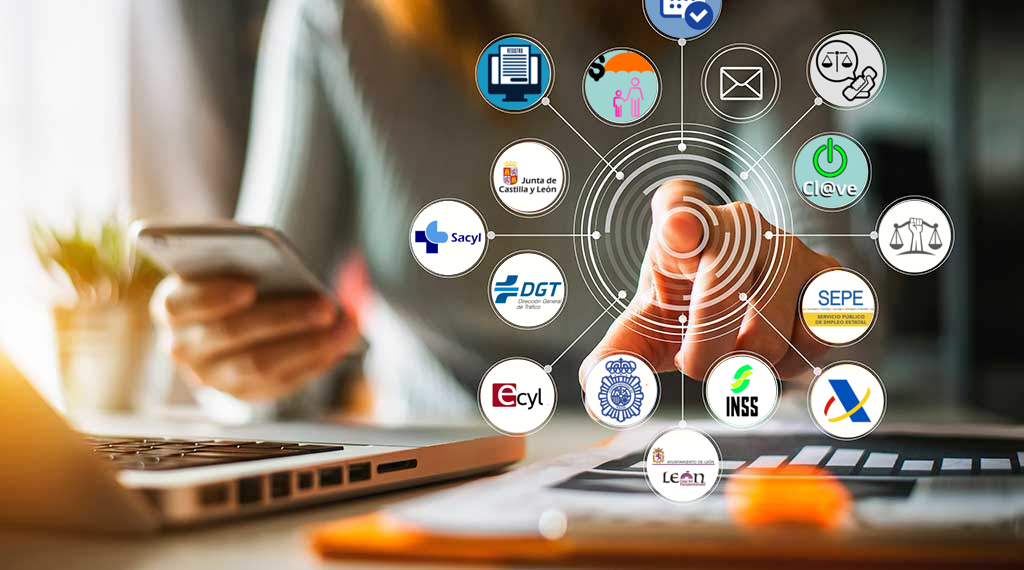 REGISTRO
S
Junta de
Castilla y León
Cl@ve
Sacyl
DGT
Dirección General
de Tráfico
SEPE
SERVICIO PÚBLICO
DE EMPLEO ESTATAL
ecyl
INSS
AYUNTAMIENTO DE LEÓN
LEÓN